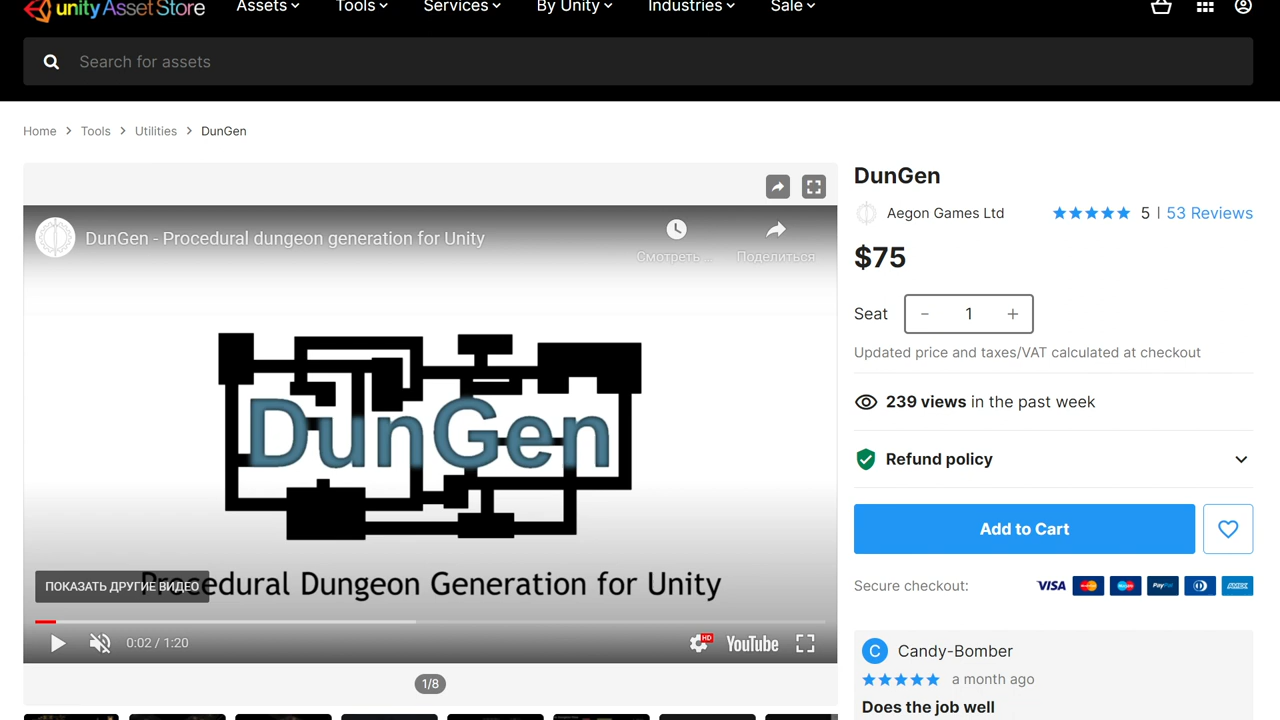 unity Asset Store
Assets
Tools
Services
By Unity
Industries
Sale
Search for assets
Home > Tools > Utilities > DunGen
DunGen - Procedural dungeon generation for Unity
Смотреть ...
Поделиться
DunGen
Procedural Dungeon Generation for Unity
ПОКАЗАТЬ ДРУГИЕ ВИДЕО
0:02 / 1:20
HD
YouTube
1/8
DunGen
Aegon Games Ltd
5 | 53 Reviews
$75
Seat - 1 +
Updated price and taxes/VAT calculated at checkout
239 views in the past week
Refund policy
Add to Cart
Secure checkout:
VISA
PayPal
AMEX
C
Candy-Bomber
a month ago
Does the job well